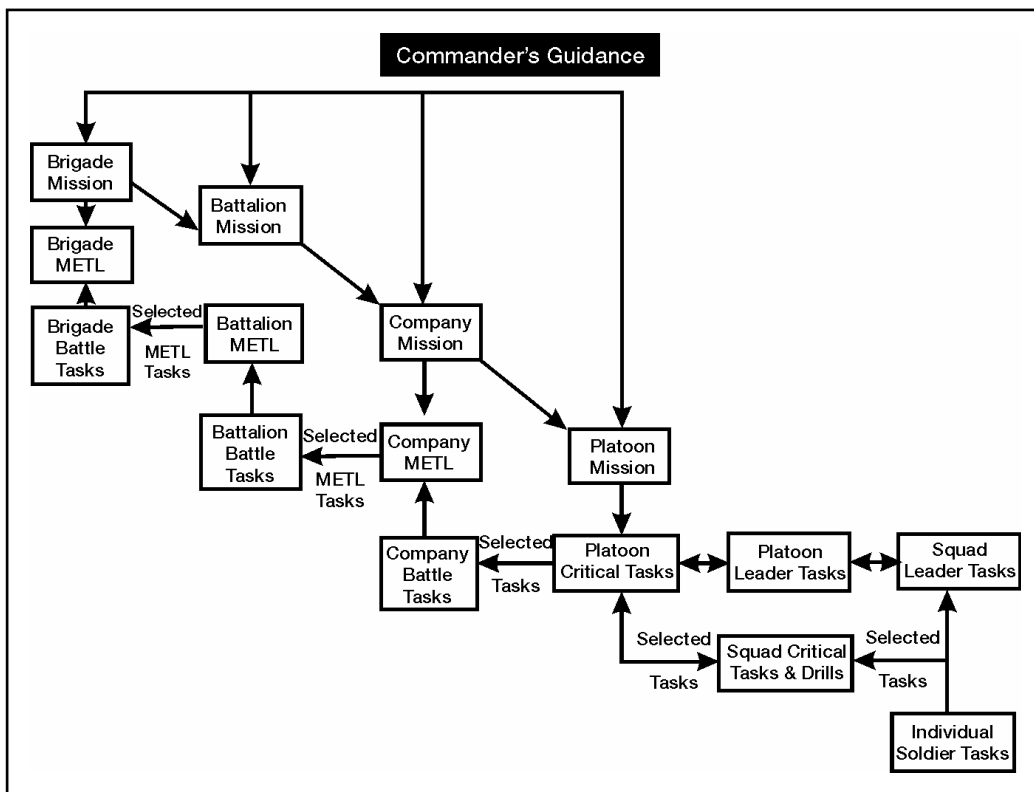 Commander's Guidance
Brigade
Mission
Battalion
Mission
Brigade
METL
Company
Mission
Brigade
Battle
Tasks
Selected
METL
Tasks
Battalion
METL
Battalion
Battle
Tasks
Selected
METL
Tasks
Company
METL
Platoon
Mission
Company
Battle
Tasks
Selected
Tasks
Platoon
Critical Tasks
Platoon
Leader Tasks
Squad
Leader Tasks
Selected
Tasks
Squad Critical
Tasks & Drills
Selected
Tasks
Individual
Soldier Tasks